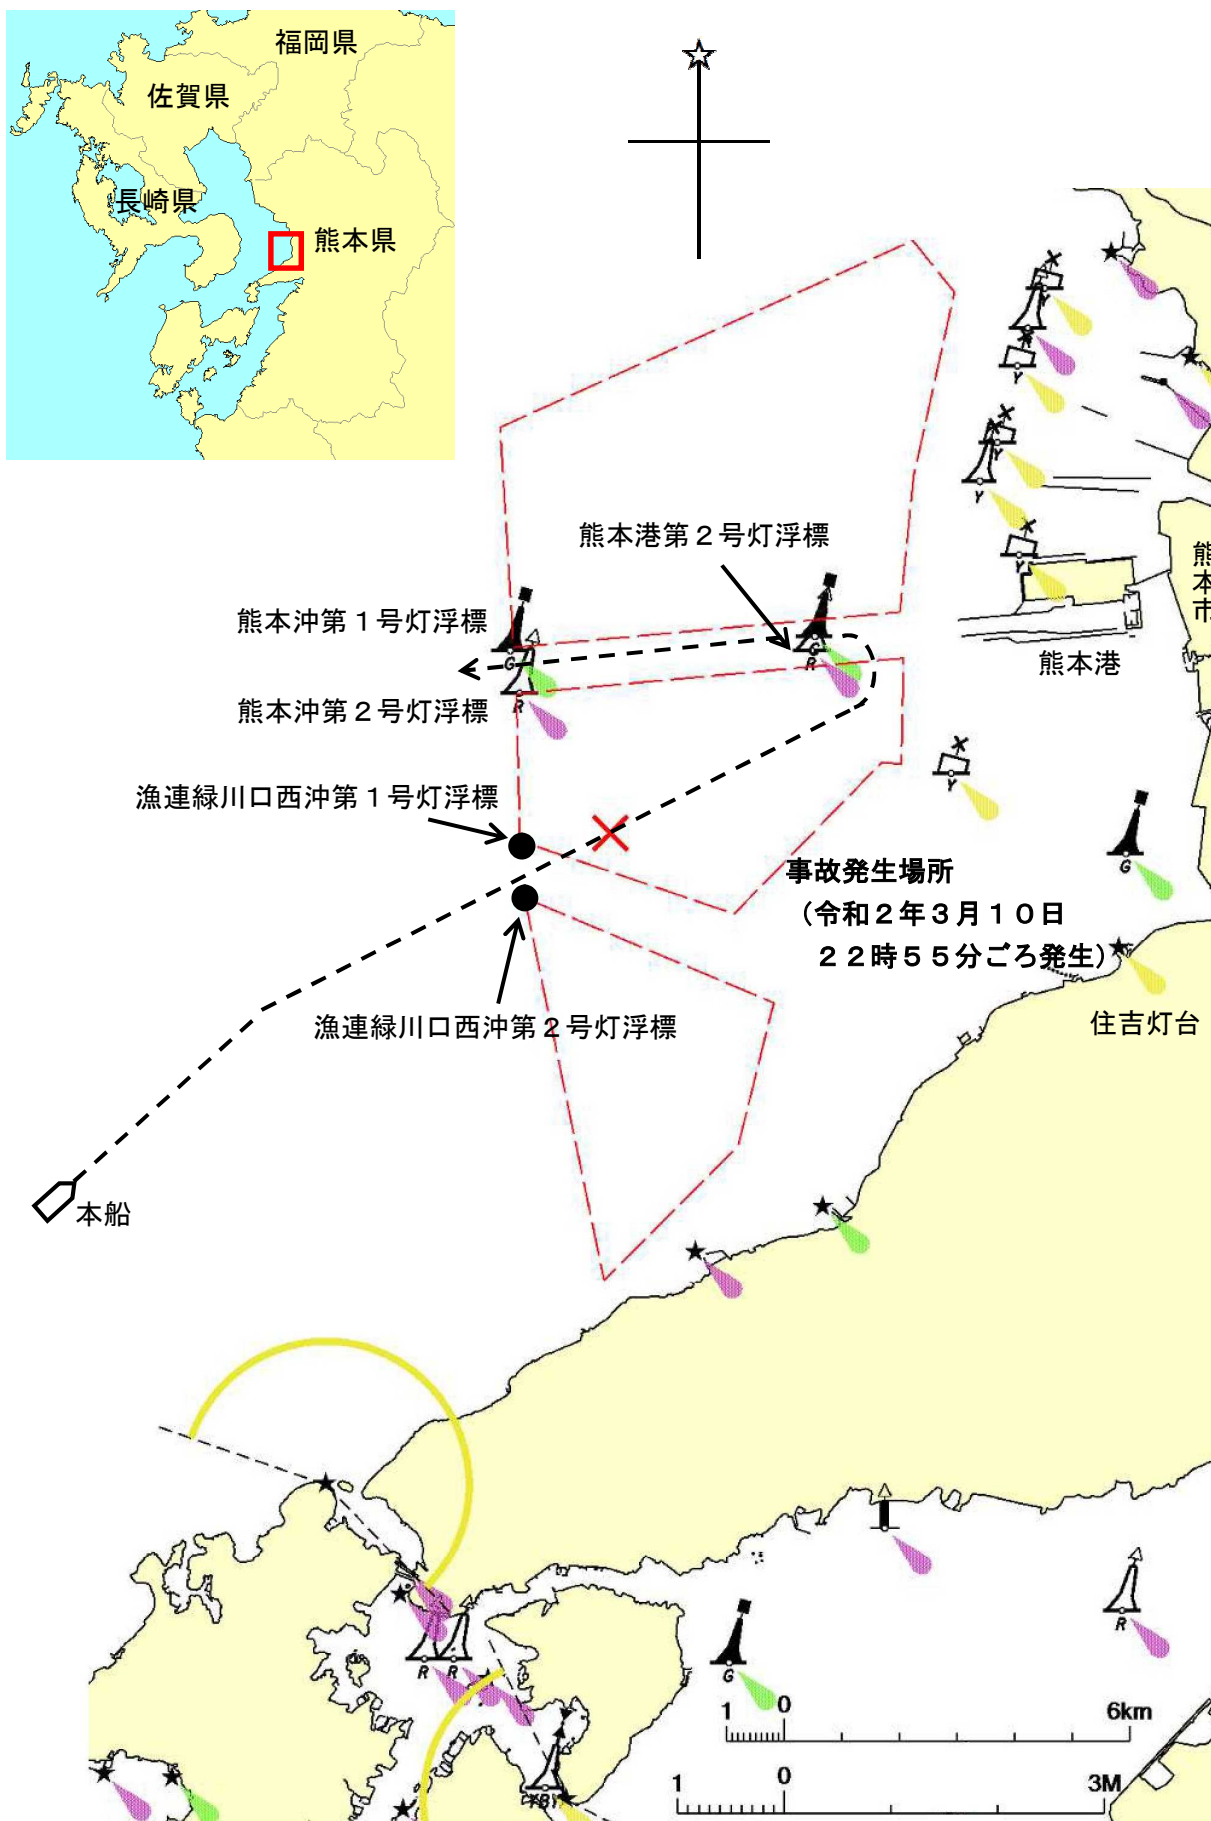 福岡県
佐賀県
長崎県
熊本県
Y
Y
Y
Y
Y
熊本港第２号灯浮標
熊本市
熊本沖第１号灯浮標
G
G
R
熊本港
熊本沖第２号灯浮標
R
Y
漁連緑川口西沖第１号灯浮標
G
事故発生場所
（令和２年３月１０日
２２時５５分ごろ発生）
漁連緑川口西沖第２号灯浮標
住吉灯台
本船
R
R
R
G
1 0 6km
1 0 3M